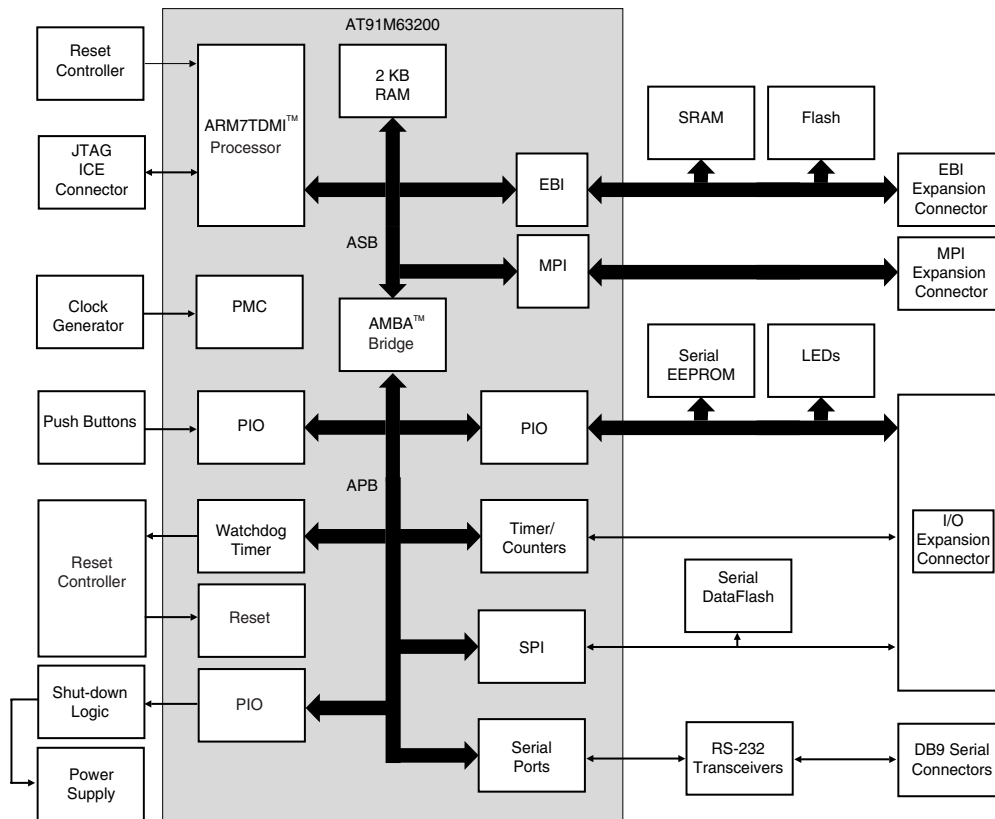 AT91M63200
Reset
Controller
2 KB
RAM
ARM7TDMI™
Processor
SRAM
Flash
JTAG
ICE
Connector
EBI
EBI
Expansion
Connector
ASB
MPI
MPI
Expansion
Connector
Clock
Generator
PMC
AMBA™
Bridge
Serial
EEPROM
LEDs
Push Buttons
PIO
PIO
APB
Watchdog
Timer
Timer/
Counters
I/O
Expansion
Connector
Reset
Controller
Serial
DataFlash
Reset
SPI
Shut-down
Logic
PIO
Serial
Ports
RS-232
Transceivers
DB9 Serial
Connectors
Power
Supply